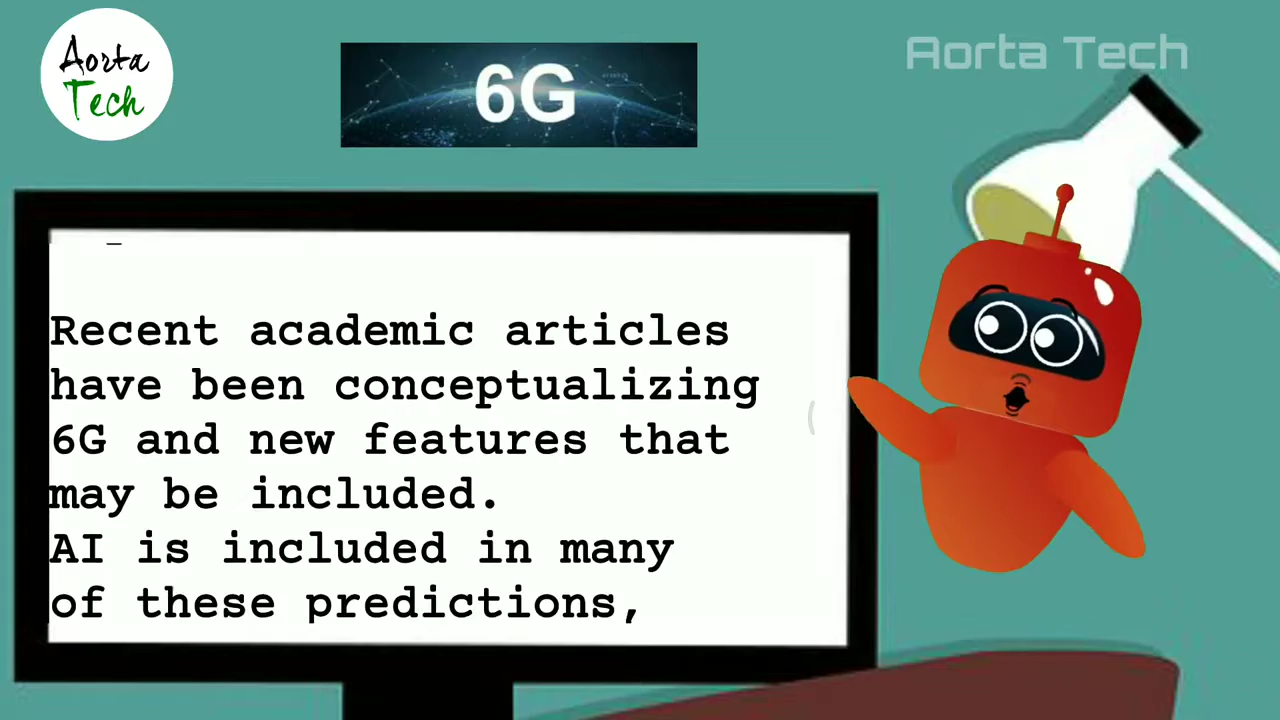 Aorta
Tech
6G
Aorta Tech
Recent academic articles
have been conceptualizing
6G and new features that
may be included.
AI is included in many
of these predictions,